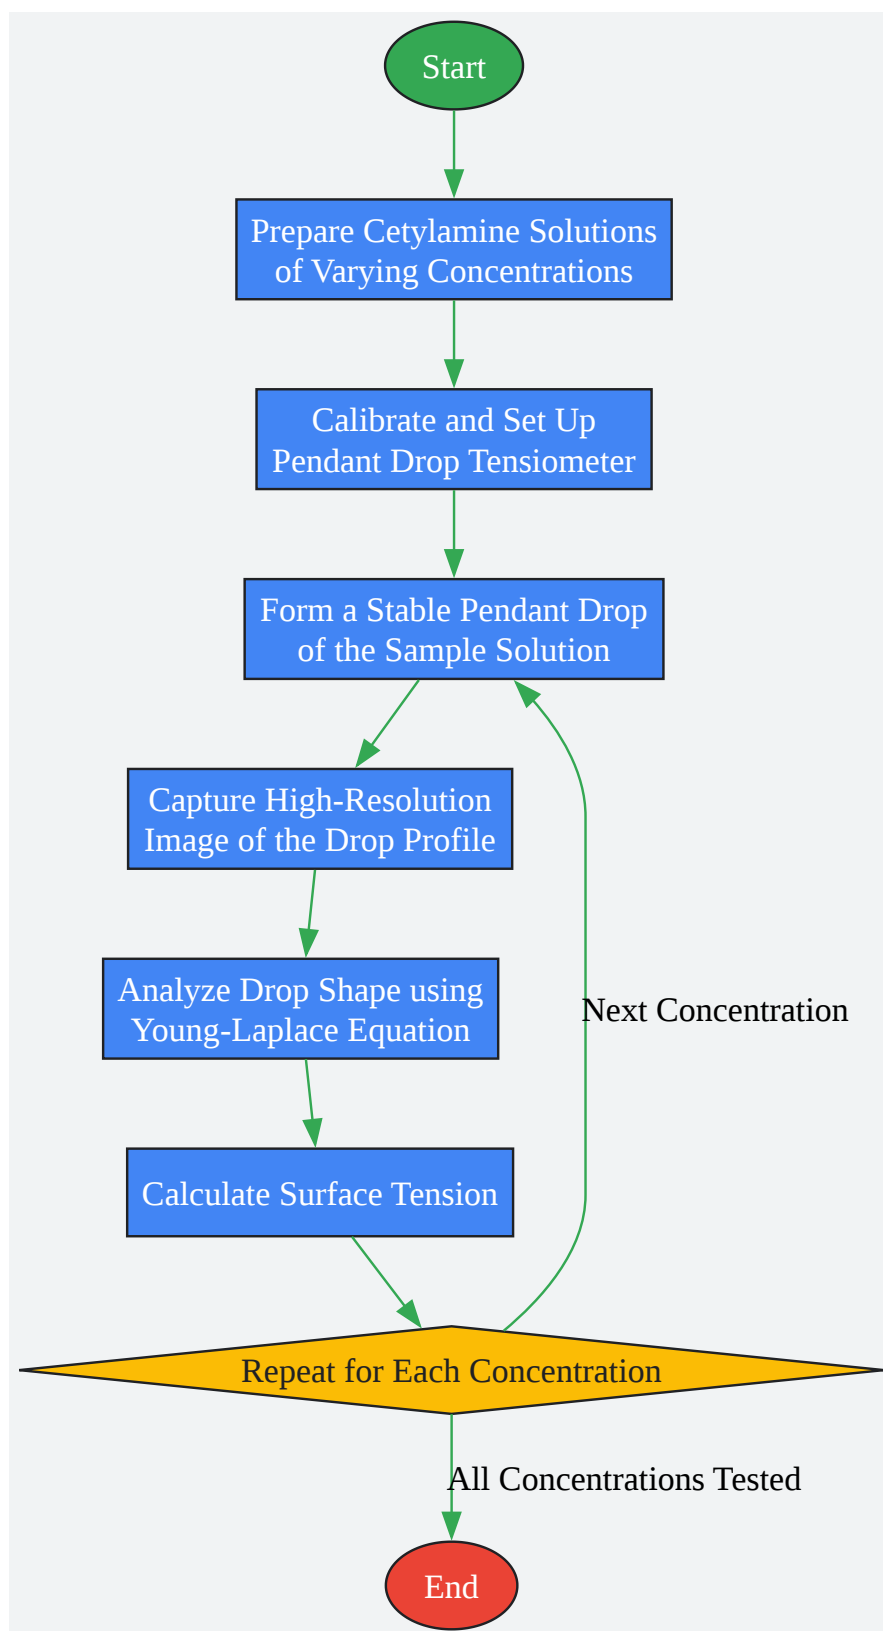 Start
Prepare Cetylamine Solutions
of Varying Concentrations
Calibrate and Set Up
Pendant Drop Tensiometer
Form a Stable Pendant Drop
of the Sample Solution
Capture High-Resolution
Image of the Drop Profile
Analyze Drop Shape using
Young-Laplace Equation
Next Concentration
Calculate Surface Tension
Repeat for Each Concentration
All Concentrations Tested
End